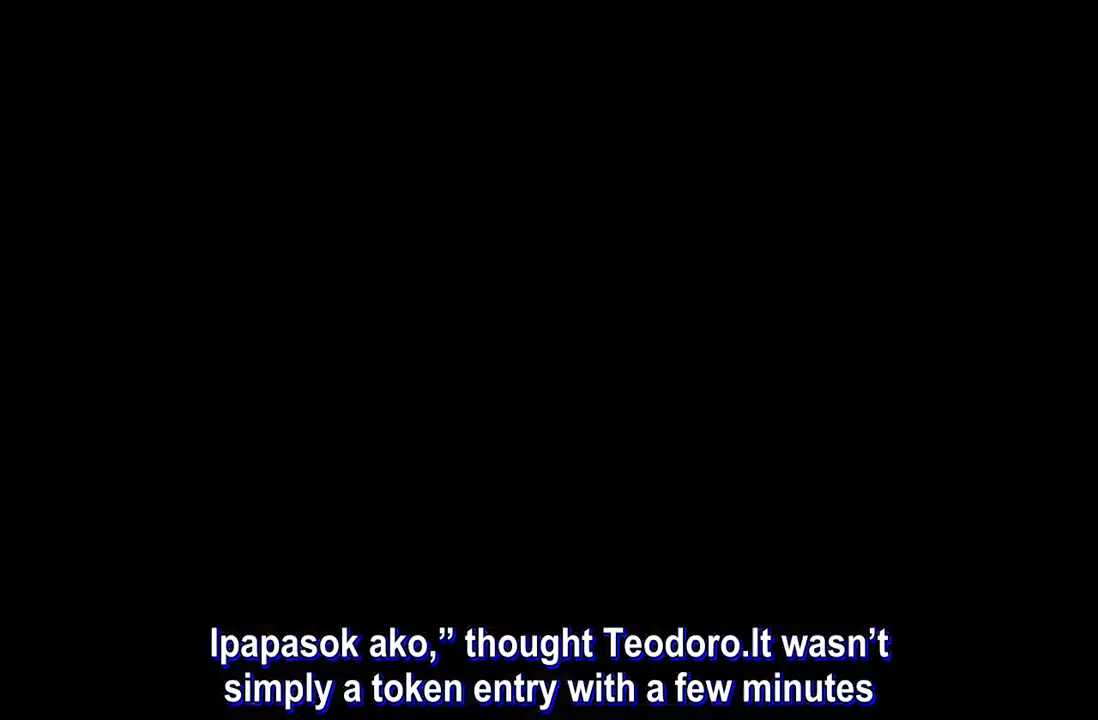 Ipapasok ako,” thought Teodoro.It wasn’t
simply a token entry with a few minutes